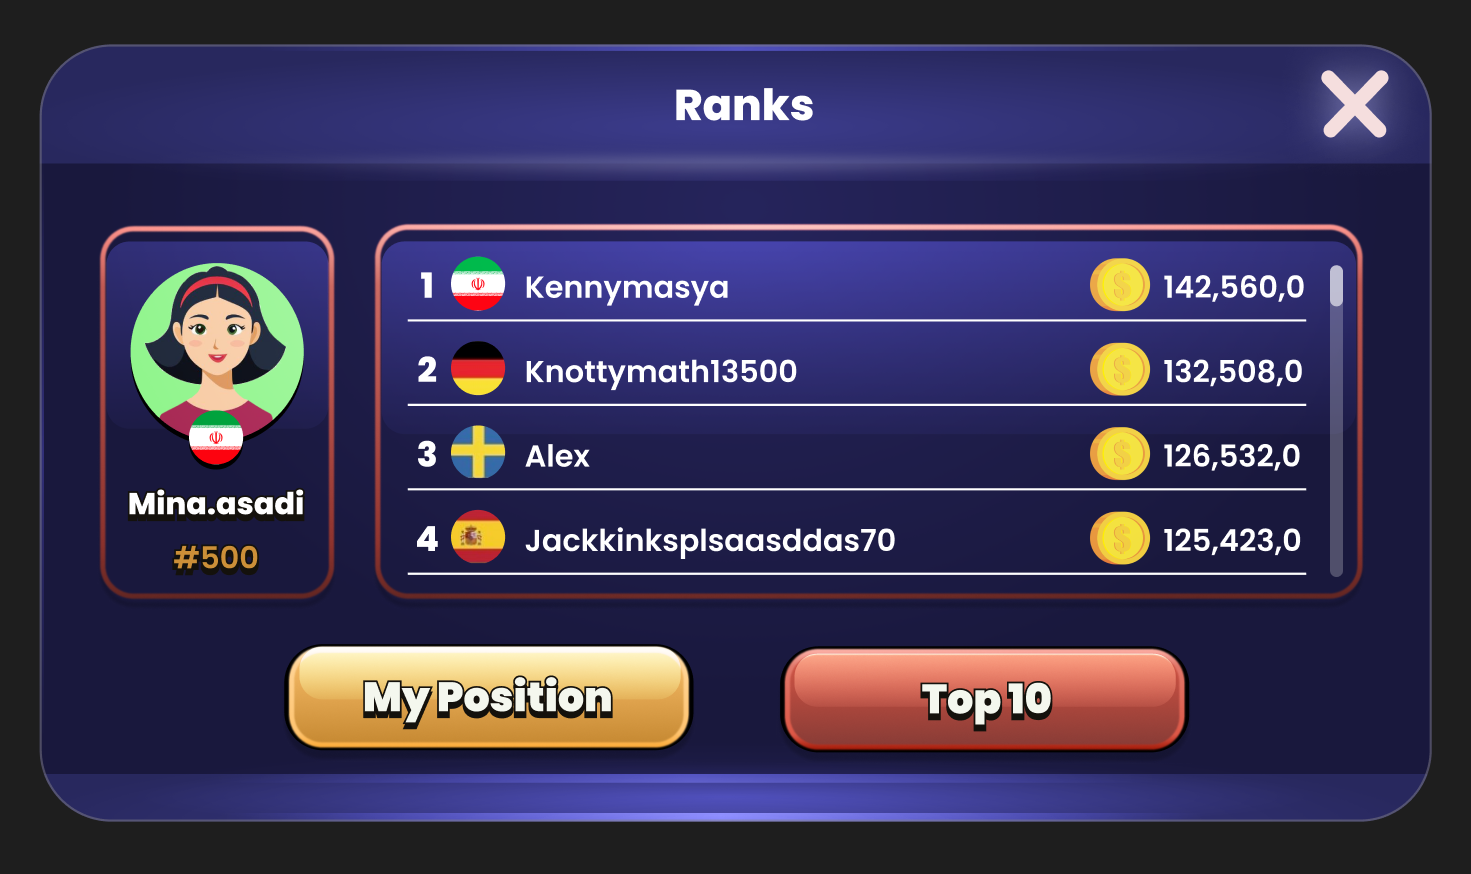 Ranks
Mina.asadi
#500
1 Kennymasya $ 142,560,0
2 Knottymath13500 $ 132,508,0
3 Alex $ 126,532,0
4 Jackkinksplsaasddas70 $ 125,423,0
My Position
Top 10